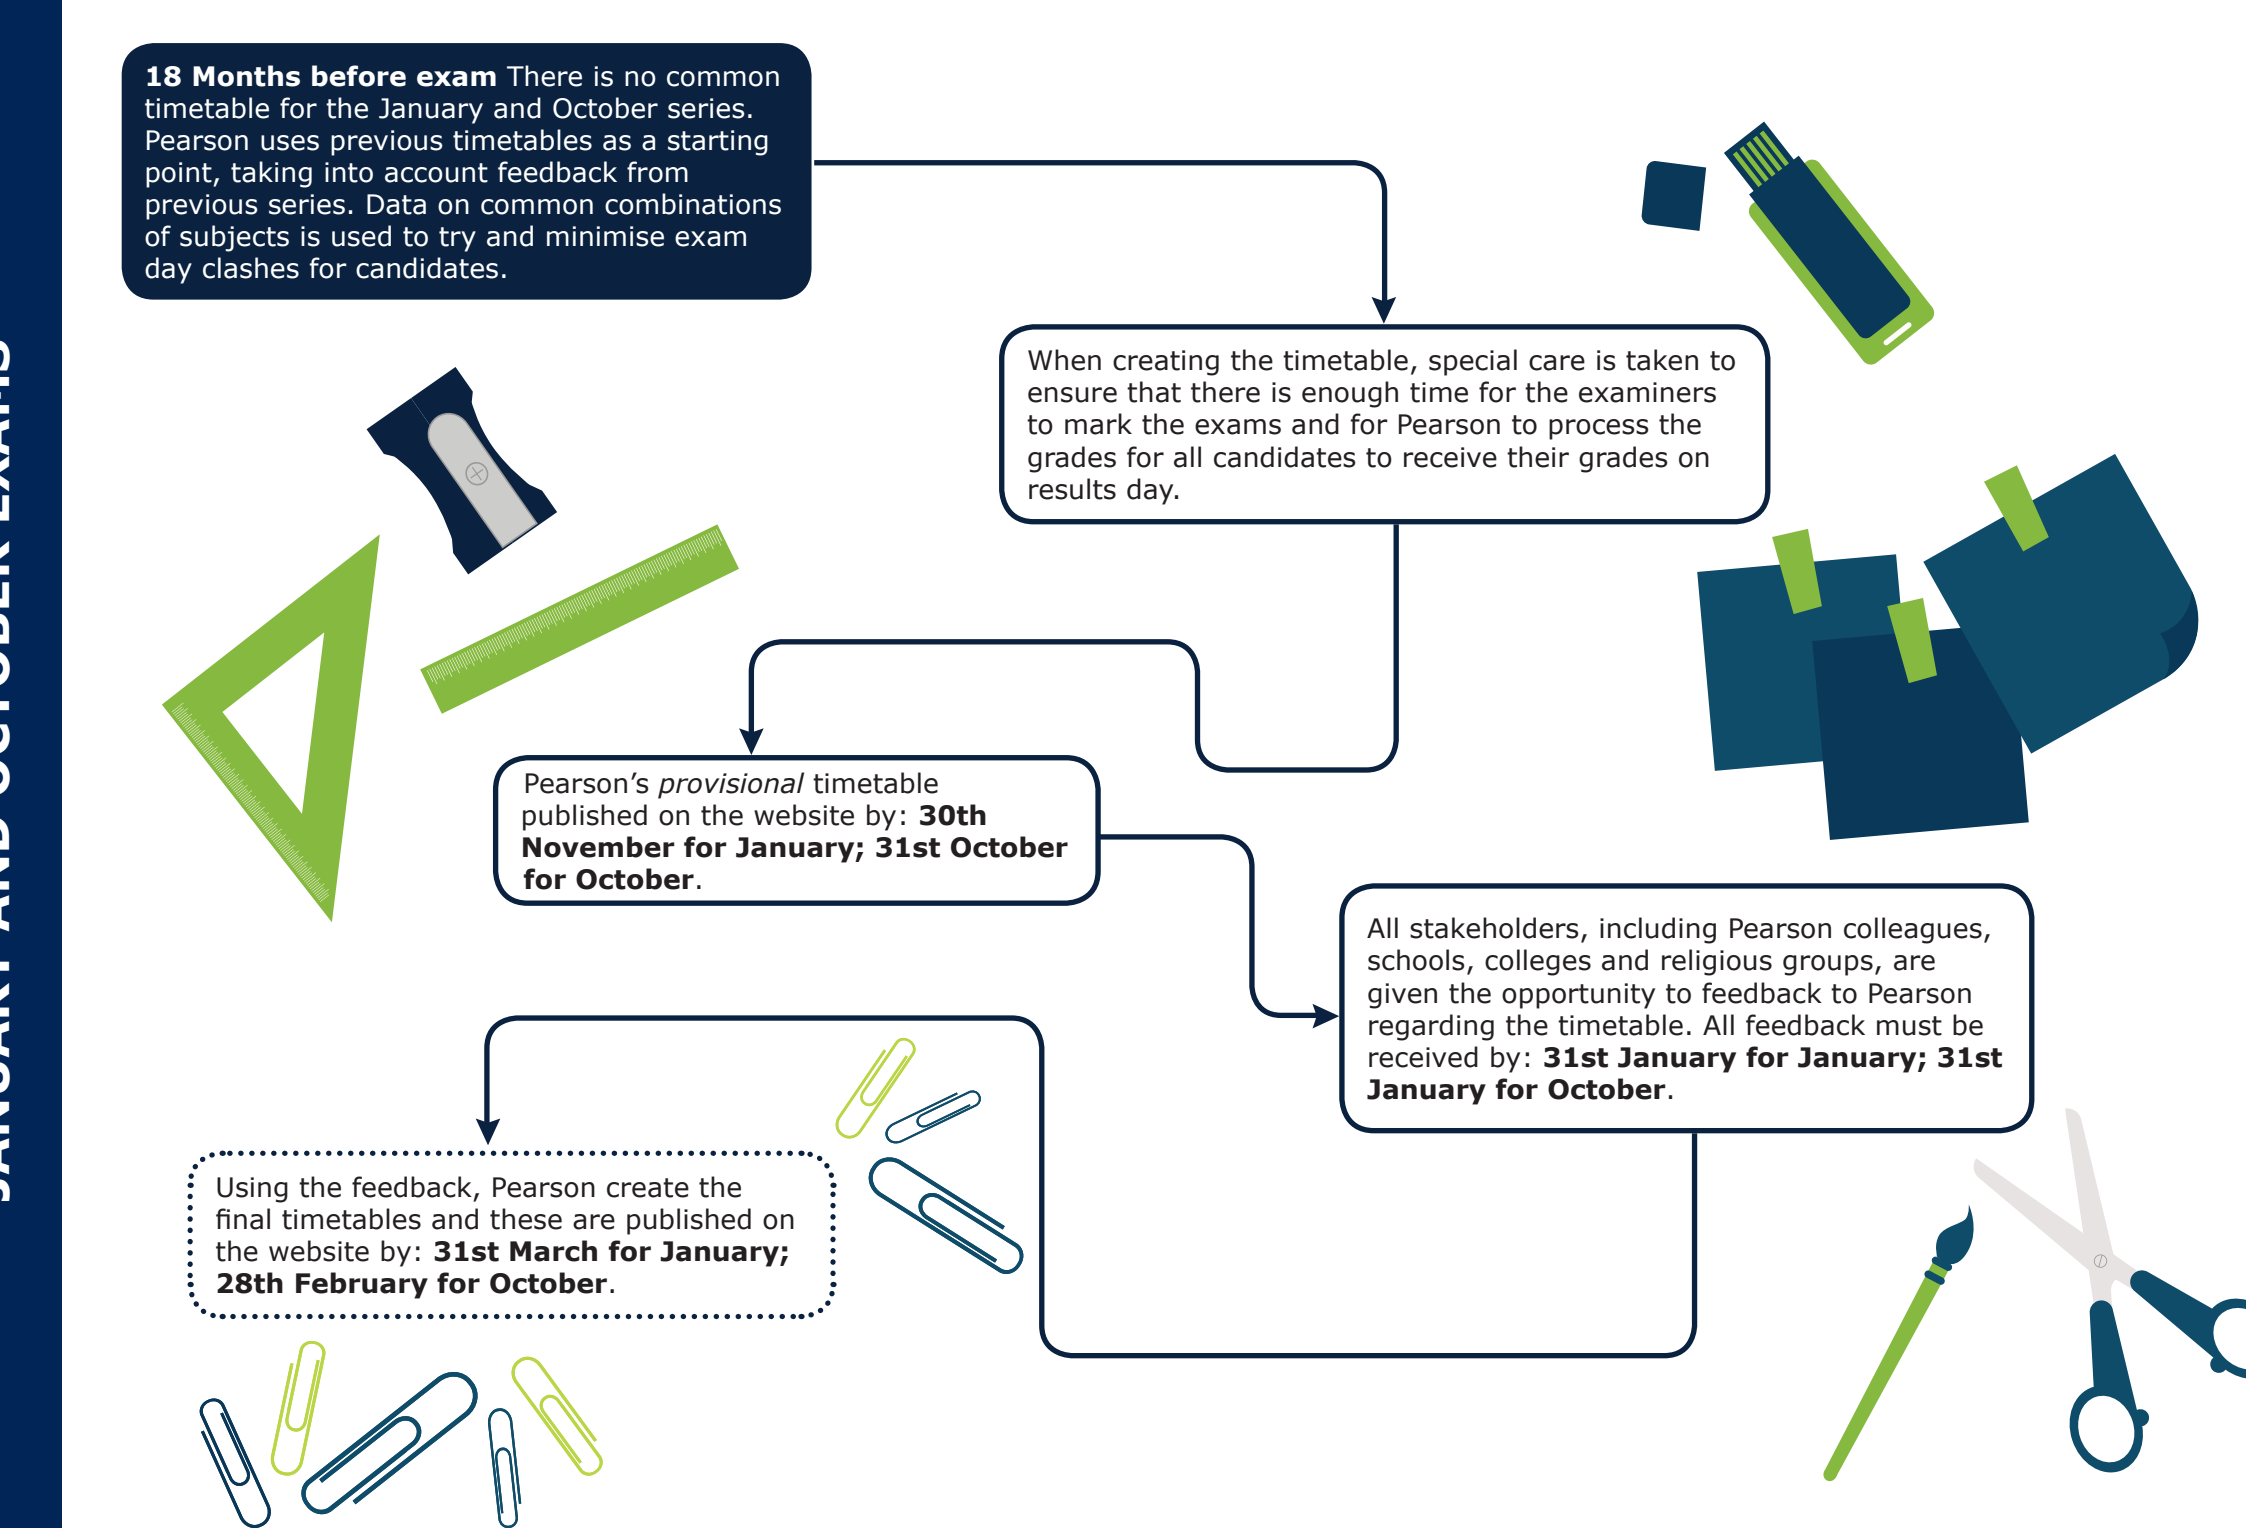 JANUARY AND OCTOBER EXAMS
18 Months before exam There is no common
timetable for the January and October series.
Pearson uses previous timetables as a starting
point, taking into account feedback from
previous series. Data on common combinations
of subjects is used to try and minimise exam
day clashes for candidates.
When creating the timetable, special care is taken to
ensure that there is enough time for the examiners
to mark the exams and for Pearson to process the
grades for all candidates to receive their grades on
results day.
Pearson’s provisional timetable
published on the website by: 30th
November for January; 31st October
for October.
All stakeholders, including Pearson colleagues,
schools, colleges and religious groups, are
given the opportunity to feedback to Pearson
regarding the timetable. All feedback must be
received by: 31st January for January; 31st
January for October.
Using the feedback, Pearson create the
final timetables and these are published on
the website by: 31st March for January;
28th February for October.